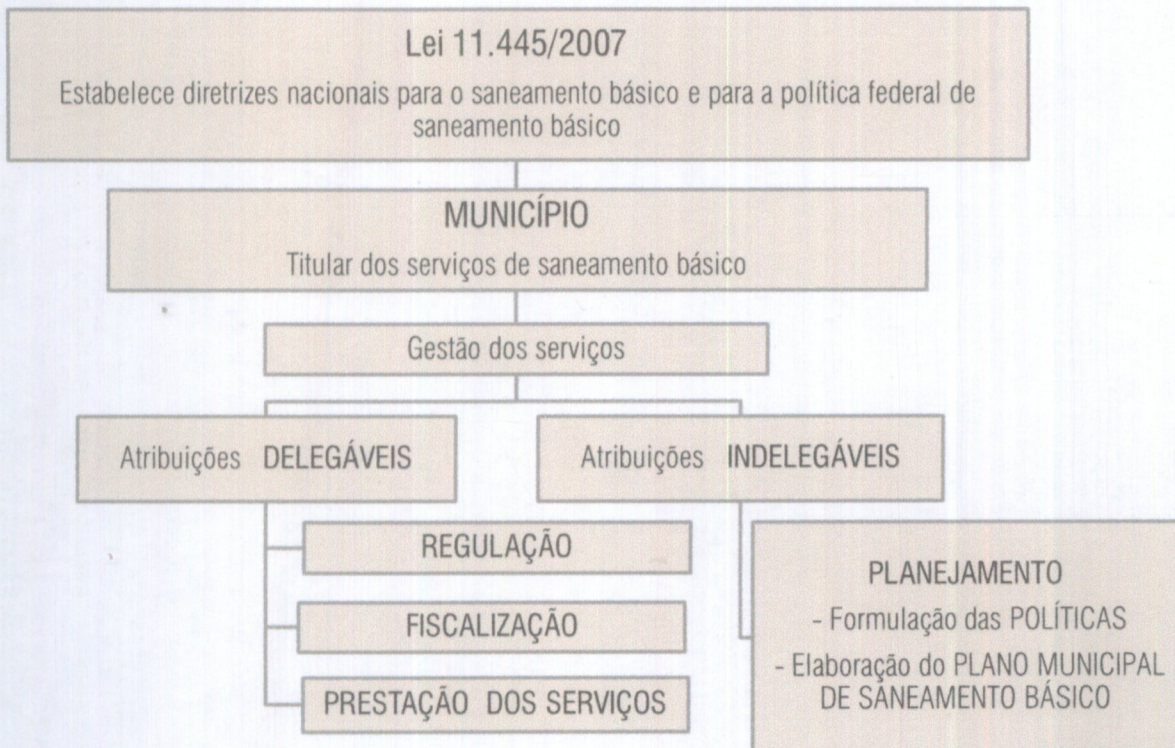 Lei 11.445/2007
Estabelece diretrizes nacionais para o saneamento básico e para a política federal de
saneamento básico
MUNICÍPIO
Titular dos serviços de saneamento básico
Gestão dos serviços
Atribuições DELEGÁVEIS
Atribuições INDELEGÁVEIS
REGULAÇÃO
FISCALIZAÇÃO
PRESTAÇÃO DOS SERVIÇOS
PLANEJAMENTO
- Formulação das POLÍTICAS
- Elaboração do PLANO MUNICIPAL
DE SANEAMENTO BÁSICO